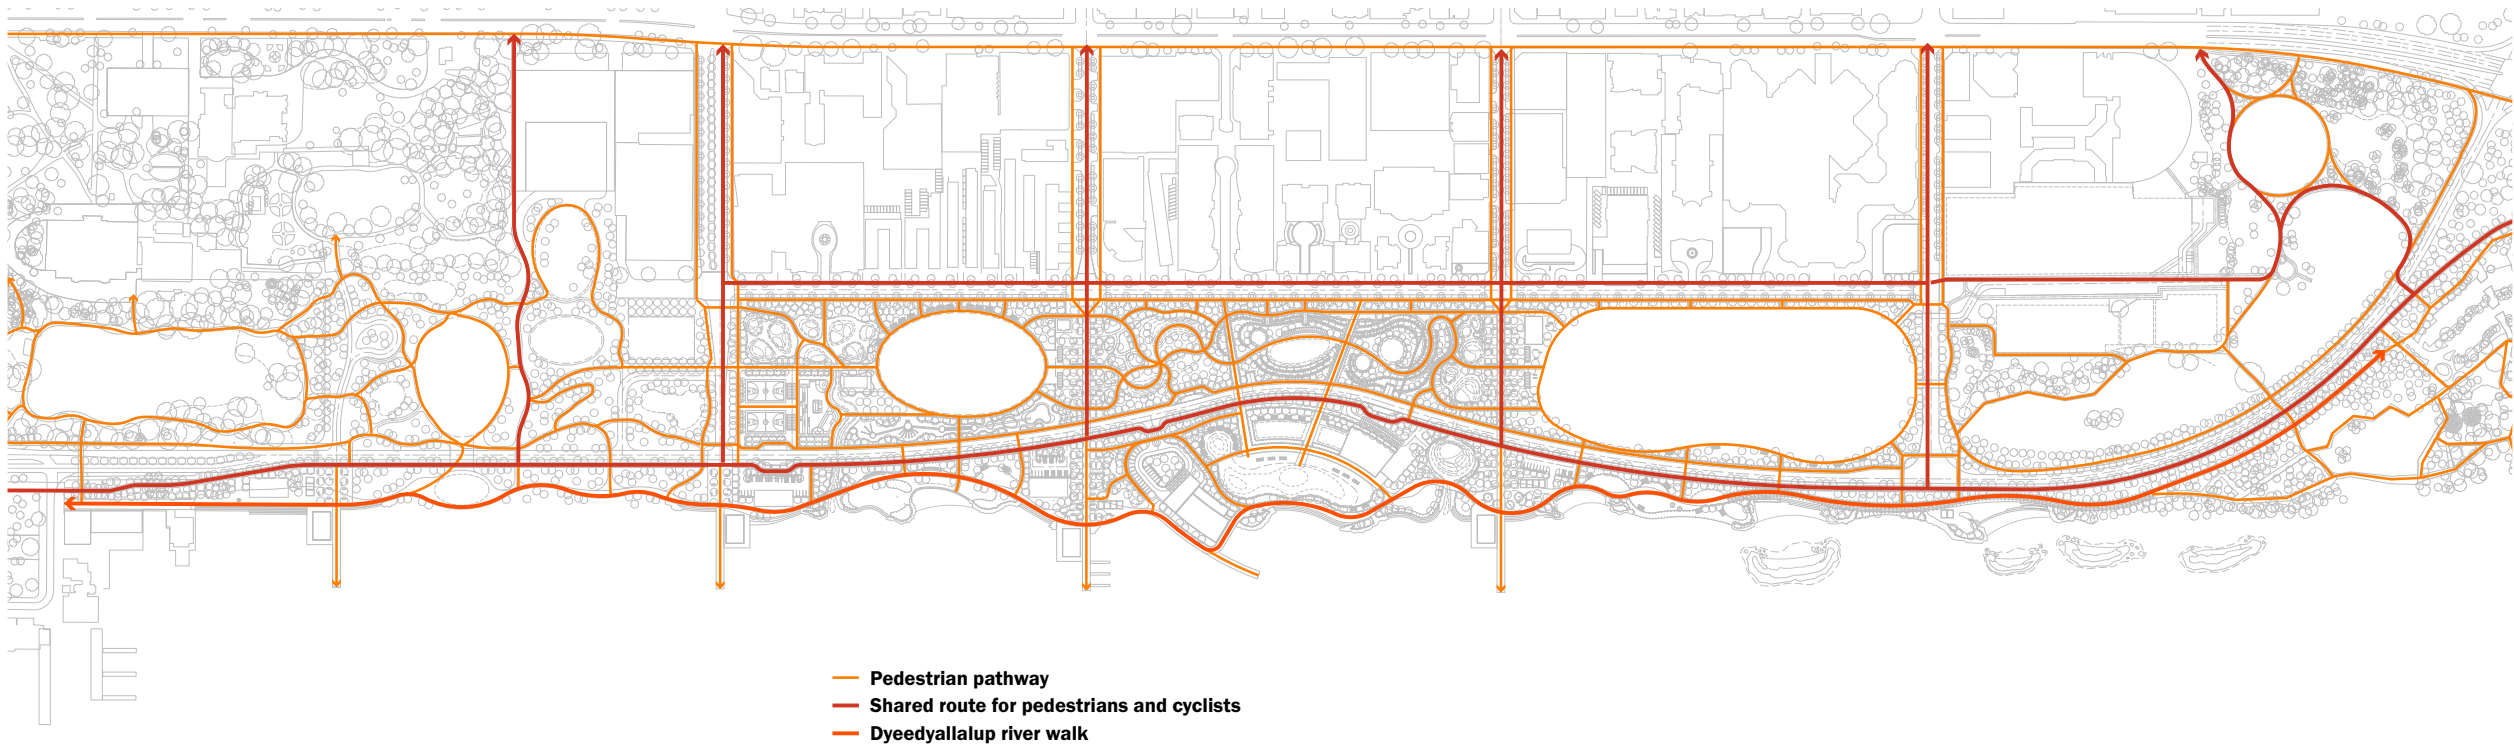 Pedestrian pathway
Shared route for pedestrians and cyclists
Dyeedyallalup river walk